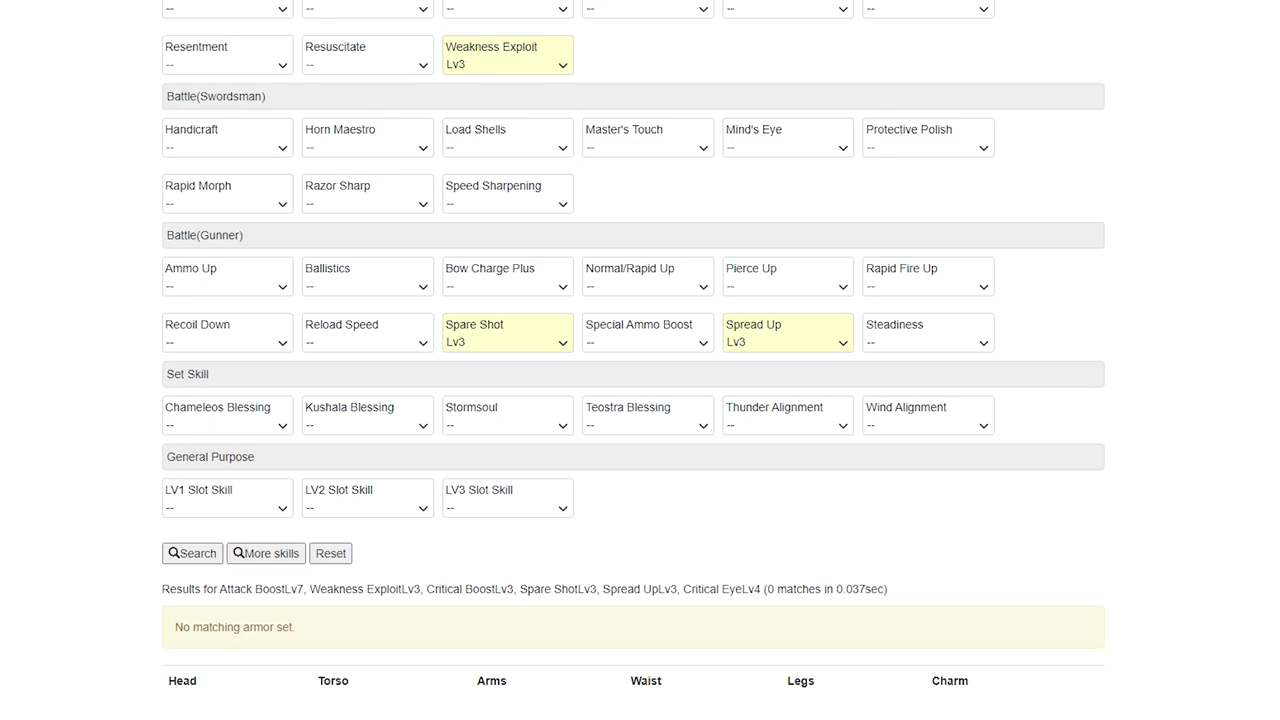 -- -- -- -- -- --
Resentment Resuscitate Weakness Exploit
-- -- Lv3
Battle(Swordsman)
Handicraft Horn Maestro Load Shells Master's Touch Mind's Eye Protective Polish
-- -- -- -- -- --
Rapid Morph Razor Sharp Speed Sharpening
-- -- --
Battle(Gunner)
Ammo Up Ballistics Bow Charge Plus Normal/Rapid Up Pierce Up Rapid Fire Up
-- -- -- -- -- --
Recoil Down Reload Speed Spare Shot Special Ammo Boost Spread Up Steadiness
-- -- Lv3 -- Lv3 --
Set Skill
Chameleos Blessing Kushala Blessing Stormsoul Teostra Blessing Thunder Alignment Wind Alignment
-- -- -- -- -- --
General Purpose
LV1 Slot Skill LV2 Slot Skill LV3 Slot Skill
-- -- --
Search More skills Reset
Results for Attack BoostLv7, Weakness ExploitLv3, Critical BoostLv3, Spare ShotLv3, Spread UpLv3, Critical EyeLv4 (0 matches in 0.037sec)
No matching armor set.
Head Torso Arms Waist Legs Charm